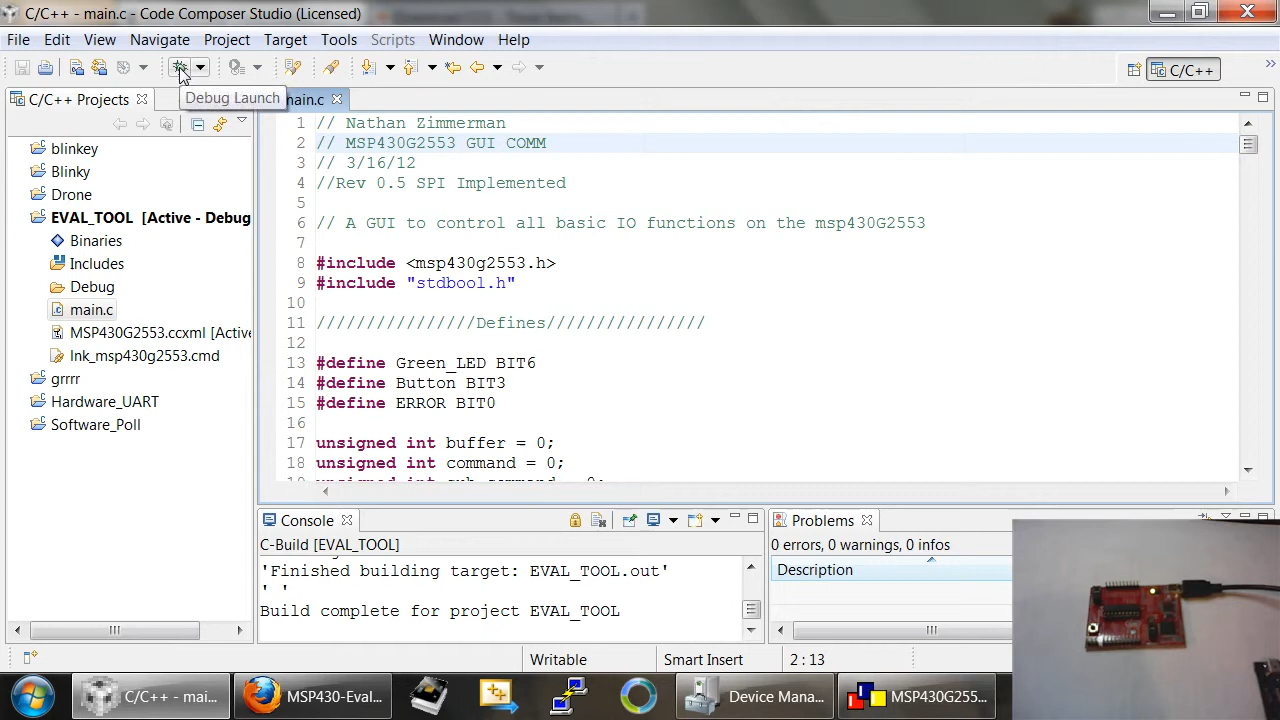 C/C++ - main.c - Code Composer Studio (Licensed)
File Edit View Navigate Project Target Tools Scripts Window Help
C/C++
Debug Launch
C/C++ Projects
main.c
blinkey
Blinky
Drone
EVAL_TOOL [Active - Debug
Binaries
Includes
Debug
main.c
MSP430G2553.ccxml [Active
lnk_msp430g2553.cmd
grrrr
Hardware_UART
Software_Poll
1 // Nathan Zimmerman
2 // MSP430G2553 GUI COMM
3 // 3/16/12
4 //Rev 0.5 SPI Implemented
5
6 // A GUI to control all basic IO functions on the msp430G2553
7
8 #include <msp430g2553.h>
9 #include "stdbool.h"
10
11 ////////////////Defines////////////////
12
13 #define Green_LED BIT6
14 #define Button BIT3
15 #define ERROR BIT0
16
17 unsigned int buffer = 0;
18 unsigned int command = 0;
Console
C-Build [EVAL_TOOL]
'Finished building target: EVAL_TOOL.out'
' '
Build complete for project EVAL_TOOL
Problems
0 errors, 0 warnings, 0 infos
Description
Writable
Smart Insert
2 : 13
C/C++ - mai...
MSP430-Eval...
Device Mana...
MSP430G255...